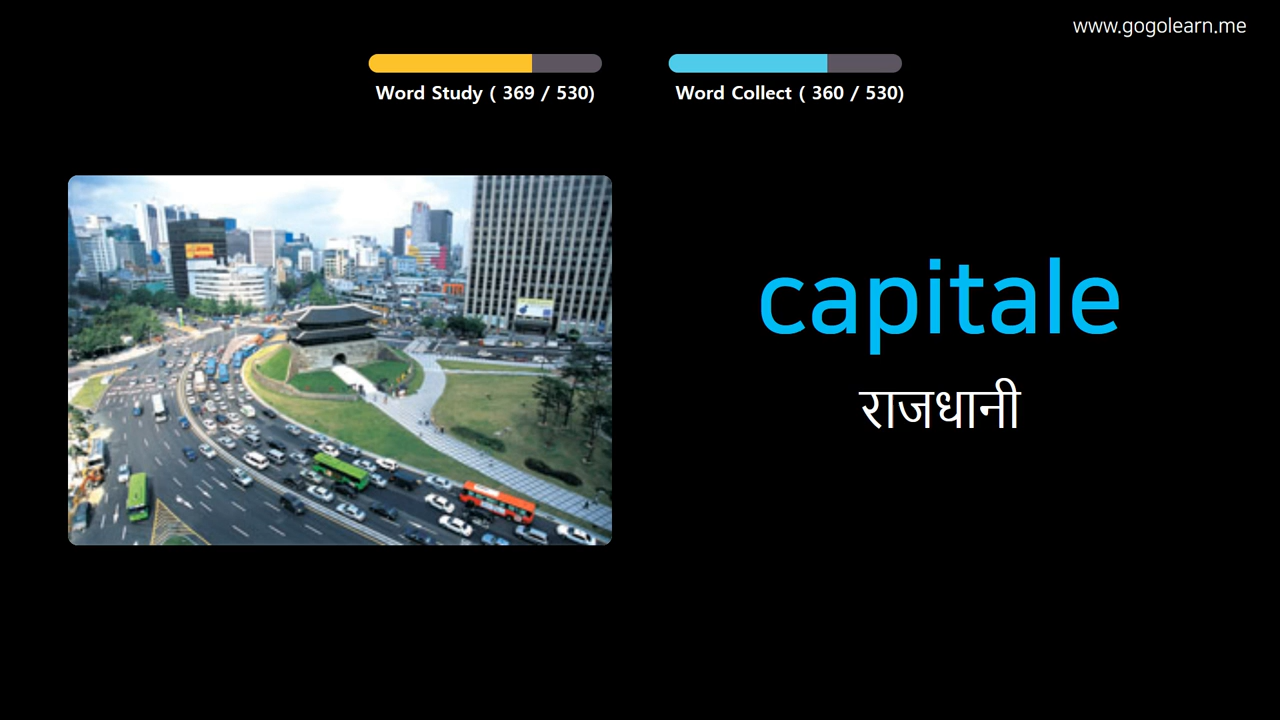 www.gogolearn.me
Word Study ( 369 / 530)
Word Collect ( 360 / 530)
capitale
राजधानी